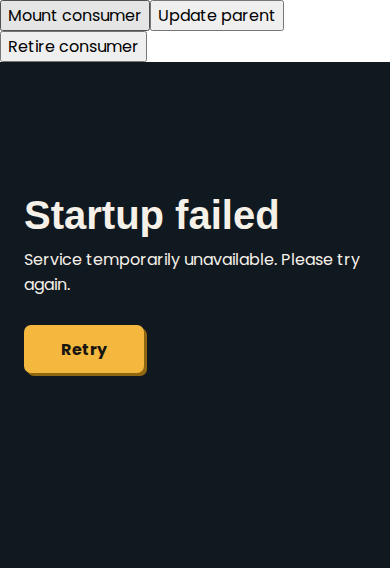 Mount consumer Update parent
Retire consumer
Startup failed
Service temporarily unavailable. Please try
again.
Retry